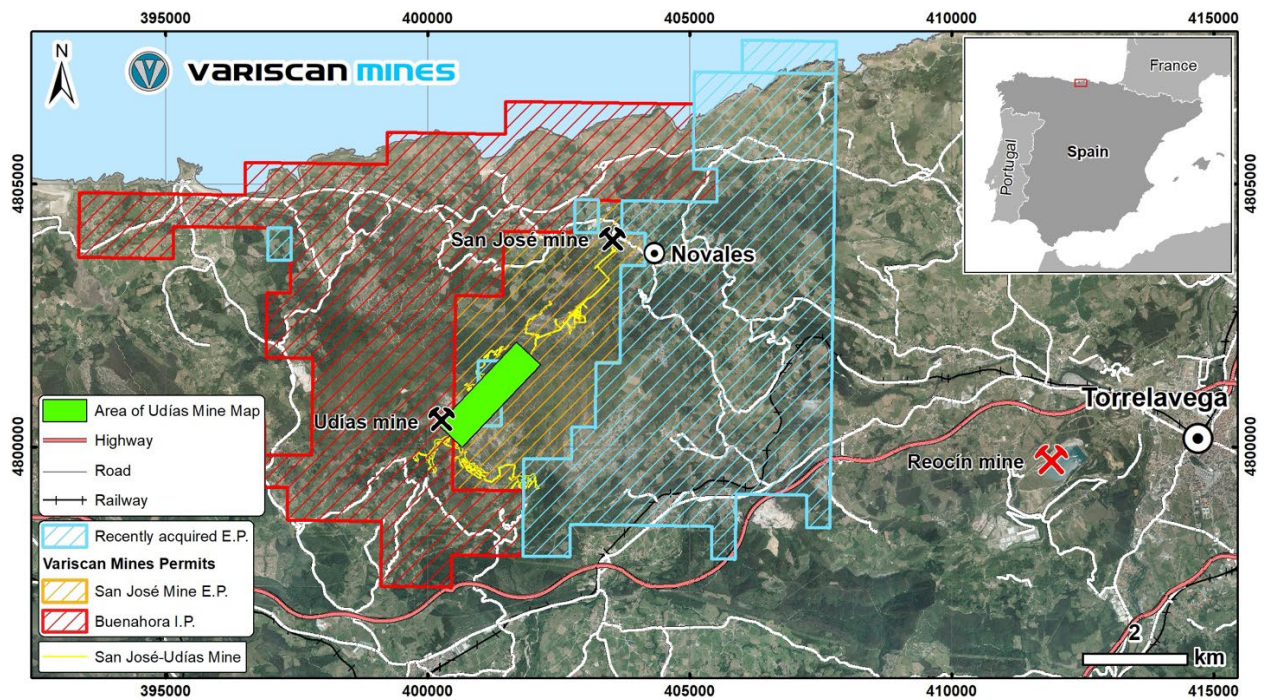 395000 400000 405000 410000 415000
N
V VARISCAN MINES
France
Spain
Portugal
4805000 4805000
San José mine
Novales
Udías mine
Torrelavega
Reocín mine
4800000 4800000
Area of Udías Mine Map
Highway
Road
Railway
Recently acquired E.P.
Variscan Mines Permits
San José Mine E.P.
Buenahora I.P.
San José-Udías Mine
2
km
395000 400000 405000 410000 415000